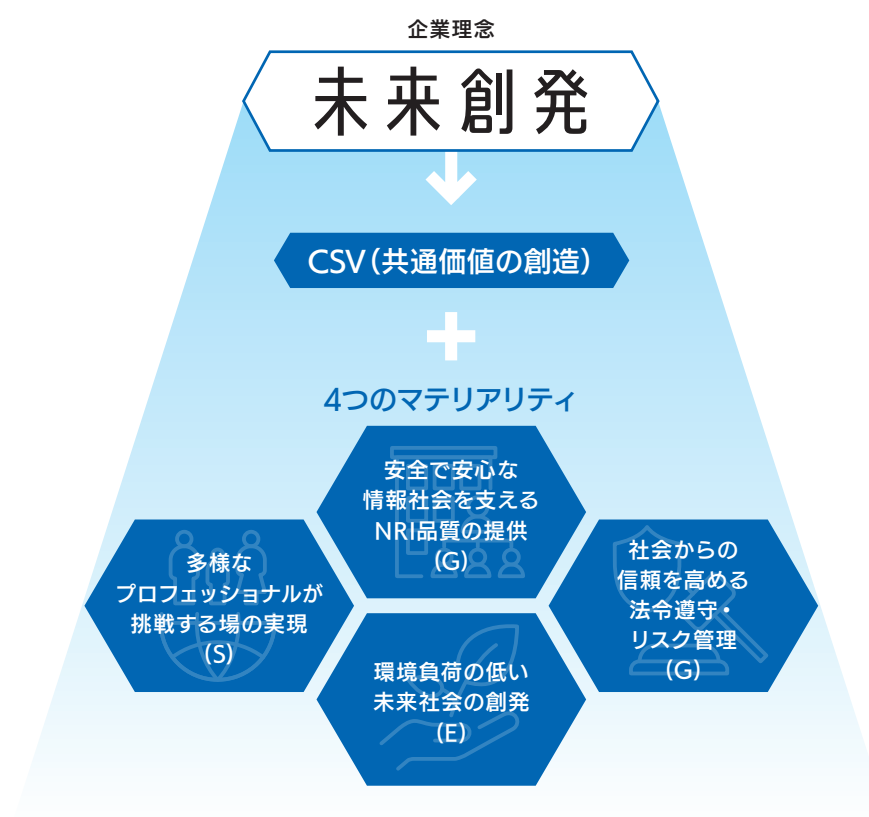 企業理念
未来創発
CSV（共通価値の創造）
4つのマテリアリティ
安全で安心な
情報社会を支える
NRI品質の提供
（G）
多様な
プロフェッショナルが
挑戦する場の実現
（S）
社会からの
信頼を高める
法令遵守・
リスク管理
（G）
環境負荷の低い
未来社会の創発
（E）